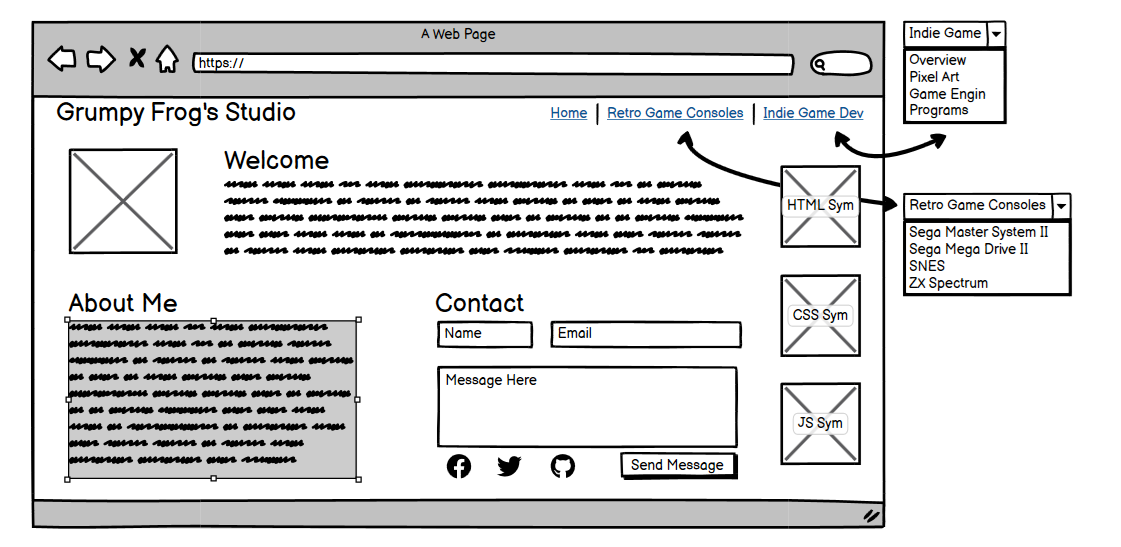 A Web Page
https://
Grumpy Frog's Studio
Home
Retro Game Consoles
Indie Game Dev
Welcome
HTML Sym
About Me
Contact
Name
Email
Message Here
CSS Sym
JS Sym
Send Message
Indie Game
Overview
Pixel Art
Game Engin
Programs
Retro Game Consoles
Sega Master System II
Sega Mega Drive II
SNES
ZX Spectrum